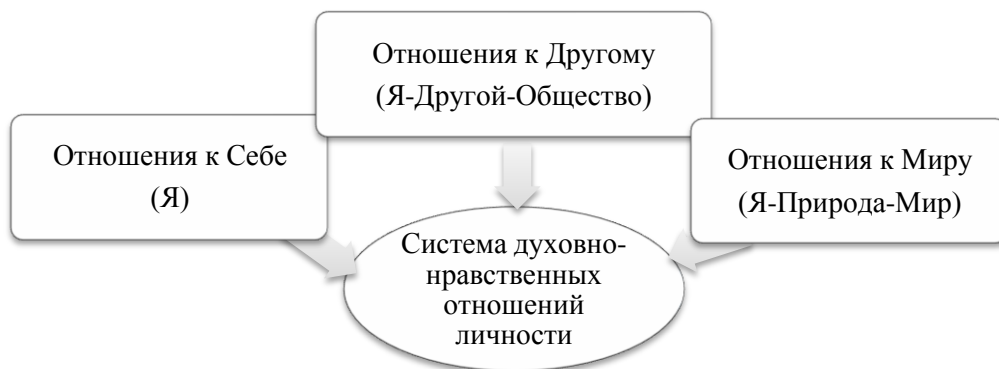 Отношения к Другому
(Я-Другой-Общество)
Отношения к Себе
(Я)
Отношения к Миру
(Я-Природа-Мир)
Система духовно-
нравственных
отношений
личности